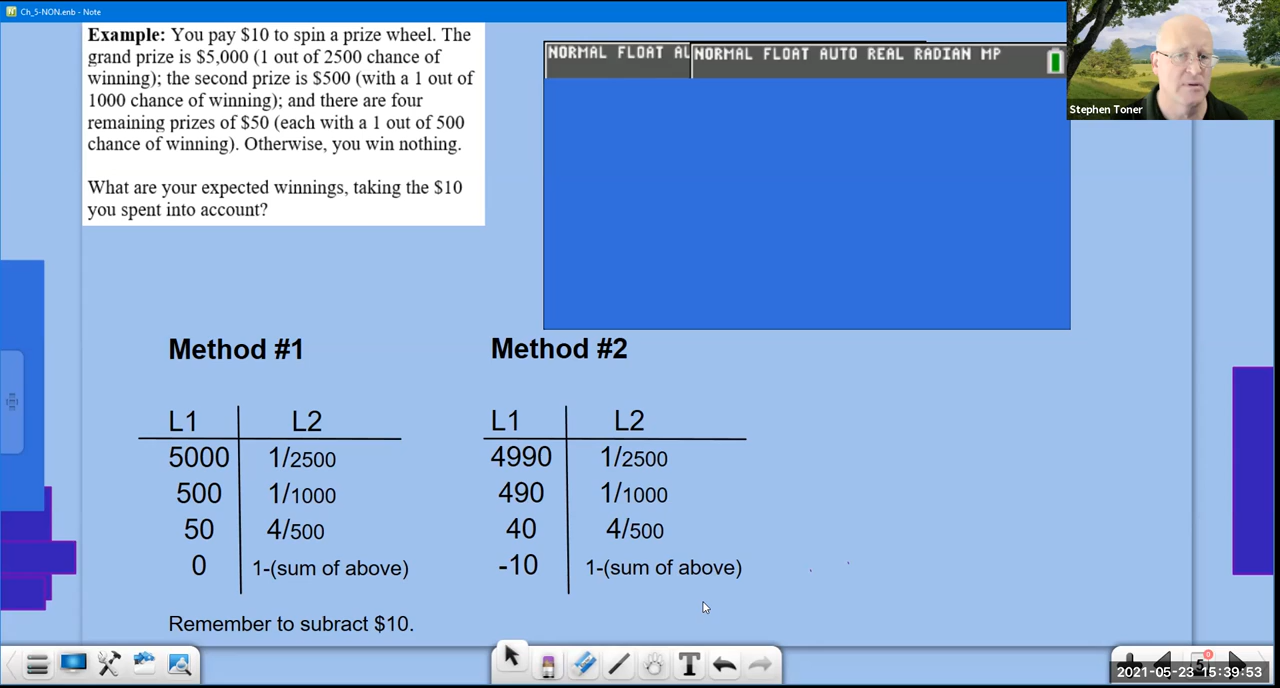 Ch_5-NON.enb - Note
Example: You pay $10 to spin a prize wheel. The
grand prize is $5,000 (1 out of 2500 chance of
winning); the second prize is $500 (with a 1 out of
1000 chance of winning); and there are four
remaining prizes of $50 (each with a 1 out of 500
chance of winning). Otherwise, you win nothing.
What are your expected winnings, taking the $10
you spent into account?
NORMAL FLOAT AU
NORMAL FLOAT AUTO REAL RADIAN MP
Stephen Toner
Method #1
L1 L2
5000 1/2500
500 1/1000
50 4/500
0 1-(sum of above)
Remember to subract $10.
Method #2
L1 L2
4990 1/2500
490 1/1000
40 4/500
-10 1-(sum of above)
T
5
0
2021-05-23 15:39:53